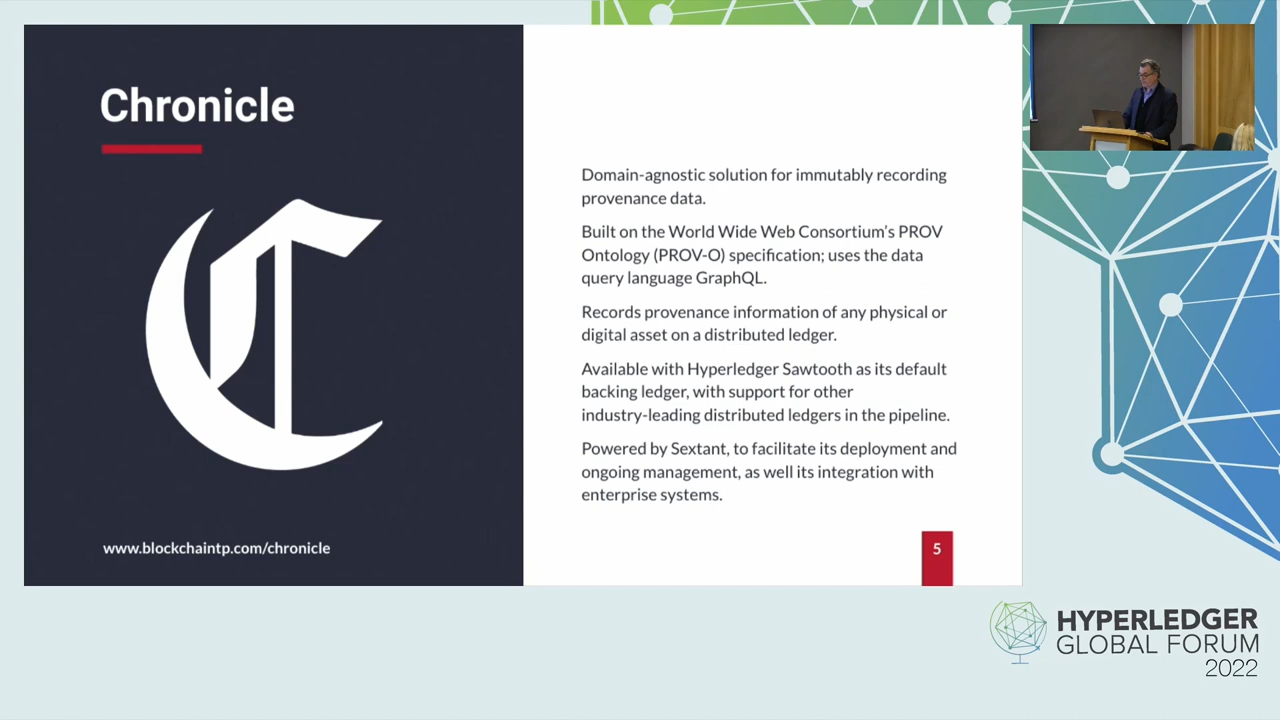 Chronicle
www.blockchaintp.com/chronicle
Domain-agnostic solution for immutably recording
provenance data.
Built on the World Wide Web Consortium's PROV
Ontology (PROV-O) specification; uses the data
query language GraphQL.
Records provenance information of any physical or
digital asset on a distributed ledger.
Available with Hyperledger Sawtooth as its default
backing ledger, with support for other
industry-leading distributed ledgers in the pipeline.
Powered by Sextant, to facilitate its deployment and
ongoing management, as well its integration with
enterprise systems.
5
HYPERLEDGER
GLOBAL FORUM
2022